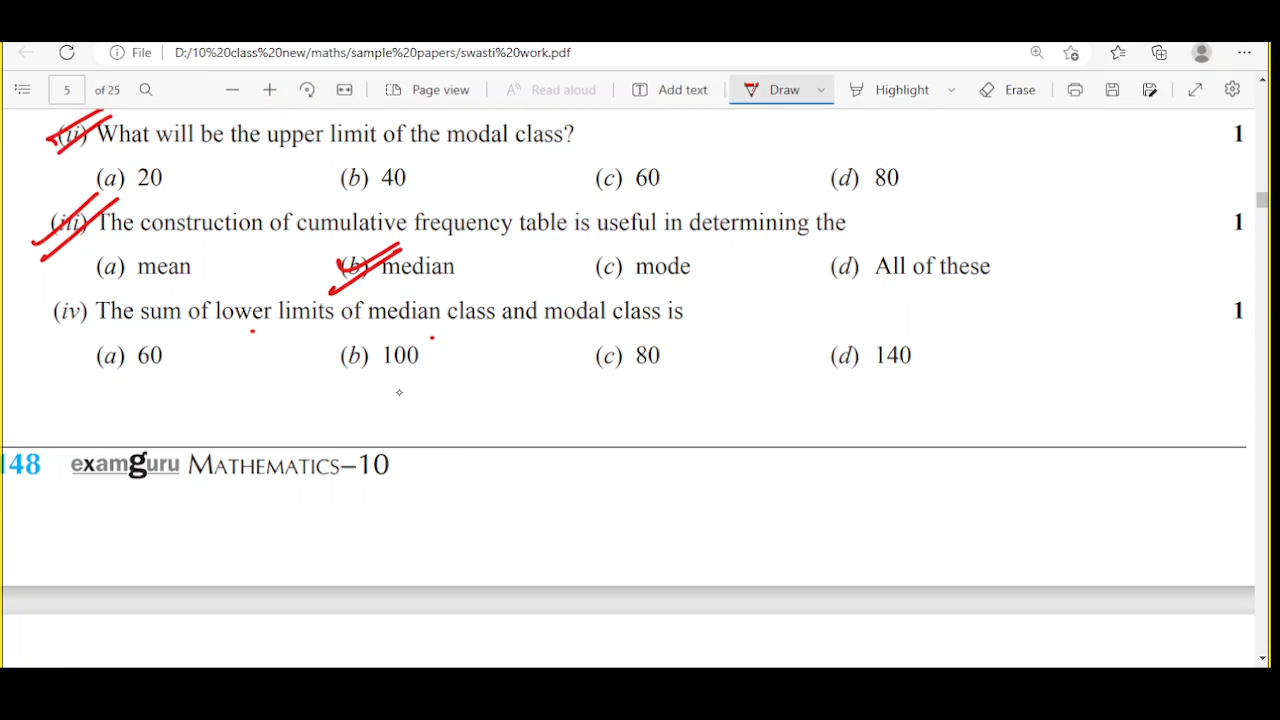 File D:/10%20class%20new/maths/sample%20papers/swasti%20work.pdf
5 of 25 Page view Read aloud Add text Draw Highlight Erase
(ii) What will be the upper limit of the modal class? 1
(a) 20 (b) 40 (c) 60 (d) 80
(iii) The construction of cumulative frequency table is useful in determining the 1
(a) mean (b) median (c) mode (d) All of these
(iv) The sum of lower limits of median class and modal class is 1
(a) 60 (b) 100 (c) 80 (d) 140
148 examguru MATHEMATICS–10